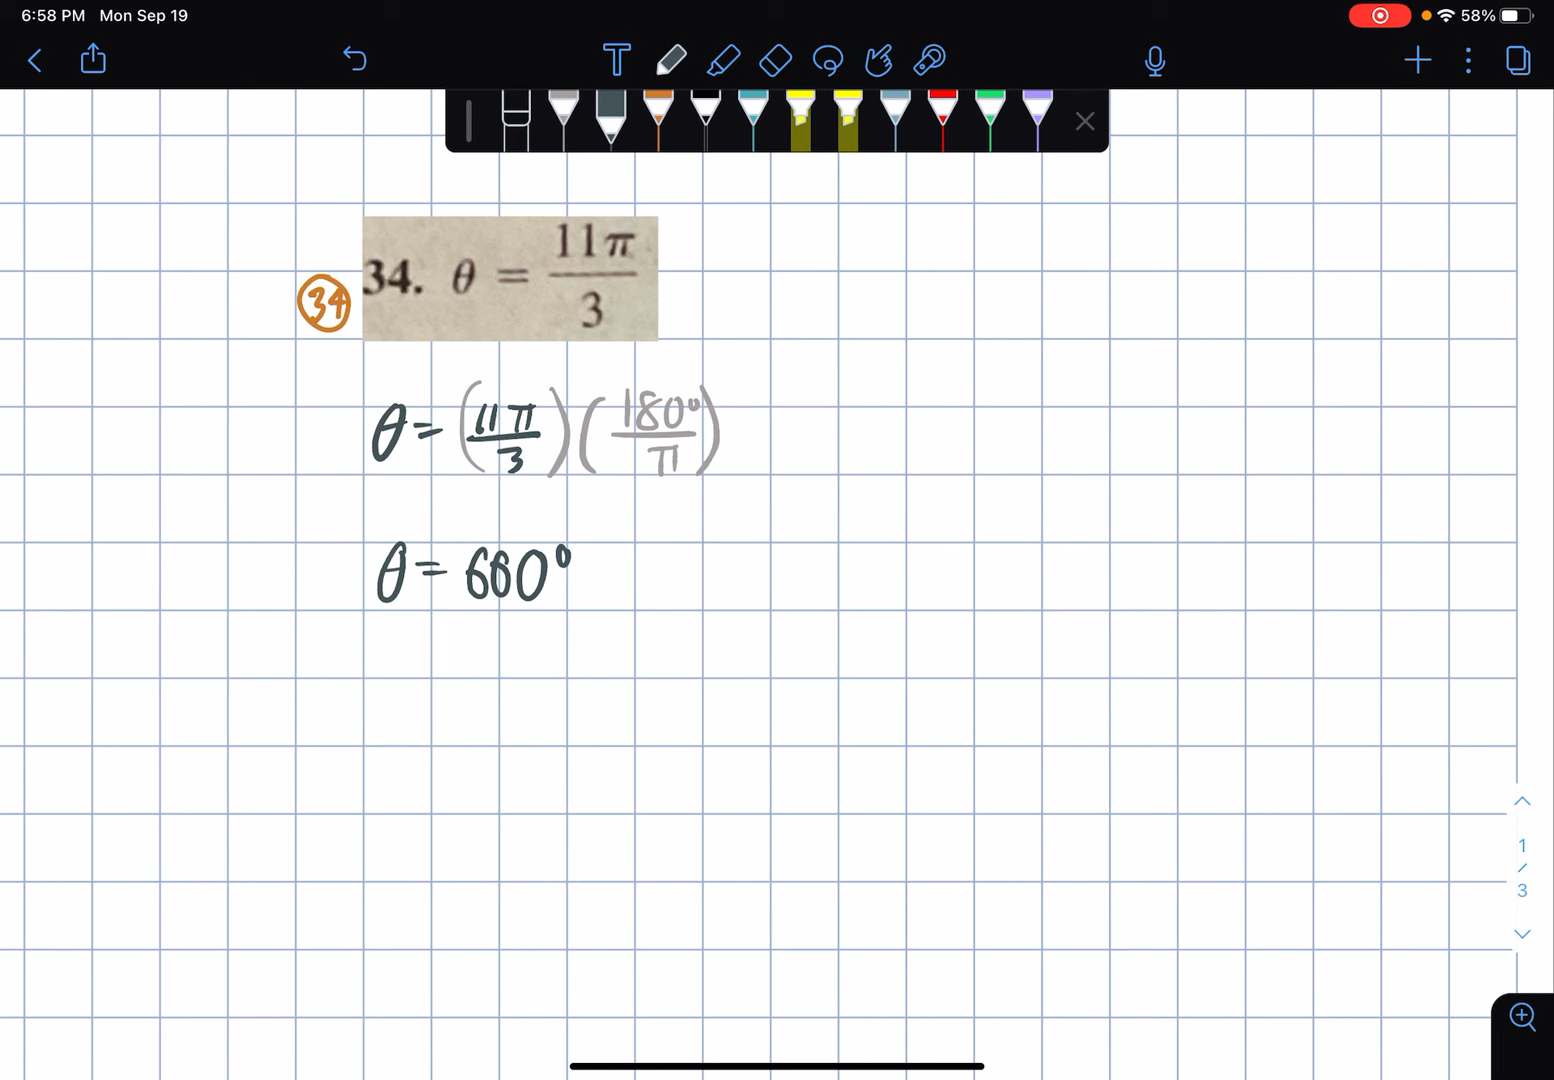 6:58 PM Mon Sep 19
58%
T
34
34. θ = 11π/3
θ = (11π/3)(180°/π)
θ = 660°
1
/
3